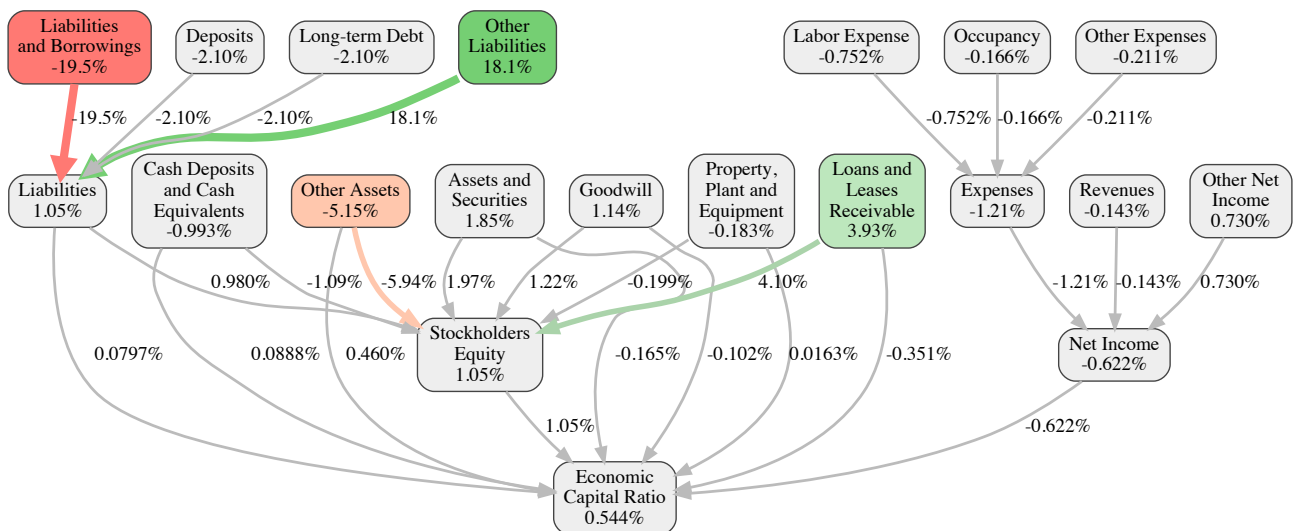 Liabilities
and Borrowings
-19.5%
Deposits
-2.10%
Long-term Debt
-2.10%
Other
Liabilities
18.1%
Labor Expense
-0.752%
Occupancy
-0.166%
Other Expenses
-0.211%
-19.5%
-2.10%
-2.10%
18.1%
-0.752%
-0.166%
-0.211%
Liabilities
1.05%
Cash Deposits
and Cash
Equivalents
-0.993%
Other Assets
-5.15%
Assets and
Securities
1.85%
Goodwill
1.14%
Property,
Plant and
Equipment
-0.183%
Loans and
Leases
Receivable
3.93%
Expenses
-1.21%
Revenues
-0.143%
Other Net
Income
0.730%
0.980%
-1.09%
-5.94%
1.97%
1.22%
-0.199%
4.10%
-1.21%
-0.143%
0.730%
Stockholders
Equity
1.05%
Net Income
-0.622%
0.0797%
0.0888%
0.460%
-0.165%
-0.102%
0.0163%
-0.351%
1.05%
-0.622%
Economic
Capital Ratio
0.544%